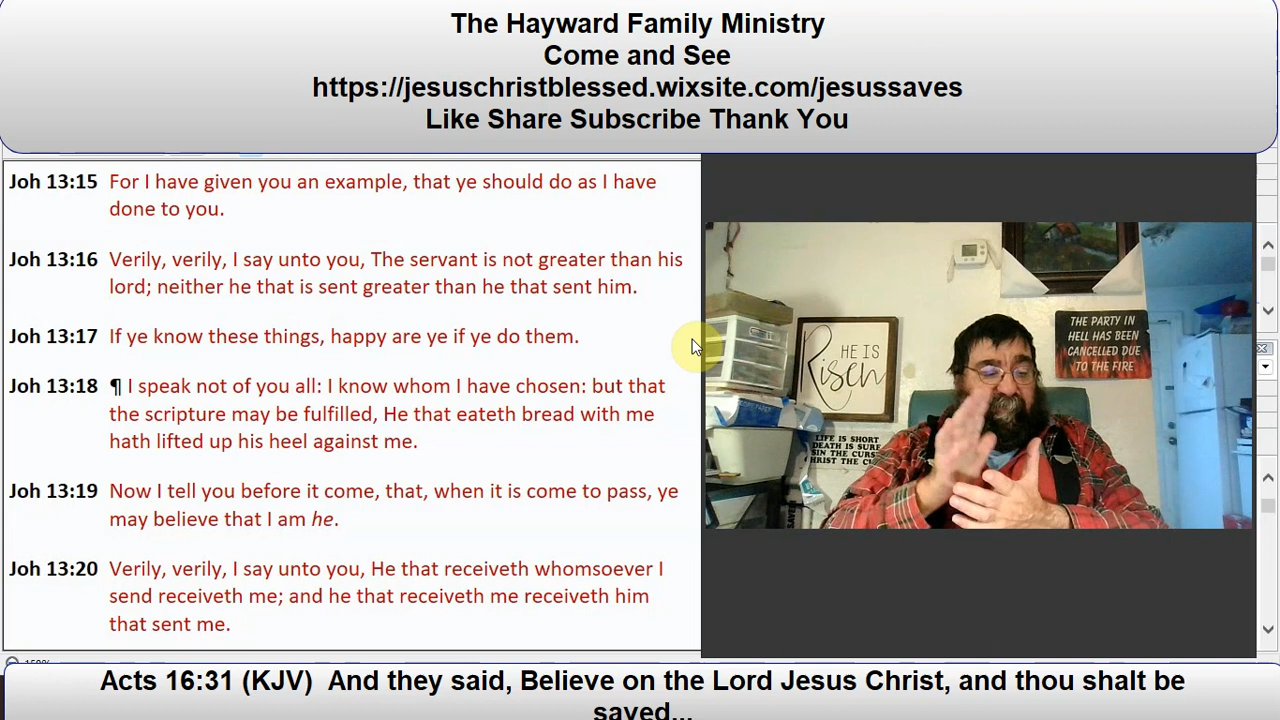 The Hayward Family Ministry
Come and See
https://jesuschristblessed.wixsite.com/jesussaves
Like Share Subscribe Thank You
Joh 13:15 For I have given you an example, that ye should do as I have
done to you.
Joh 13:16 Verily, verily, I say unto you, The servant is not greater than his
lord; neither he that is sent greater than he that sent him.
Joh 13:17 If ye know these things, happy are ye if ye do them.
Joh 13:18 ¶ I speak not of you all: I know whom I have chosen: but that
the scripture may be fulfilled, He that eateth bread with me
hath lifted up his heel against me.
Joh 13:19 Now I tell you before it come, that, when it is come to pass, ye
may believe that I am he.
Joh 13:20 Verily, verily, I say unto you, He that receiveth whomsoever I
send receiveth me; and he that receiveth me receiveth him
that sent me.
HE IS
Risen
THE PARTY IN
HELL HAS BEEN
CANCELLED DUE
TO THE FIRE
LIFE IS SHORT
DEATH IS SURE
SIN THE CURS
CHRIST THE CU
Acts 16:31 (KJV) And they said, Believe on the Lord Jesus Christ, and thou shalt be
saved...